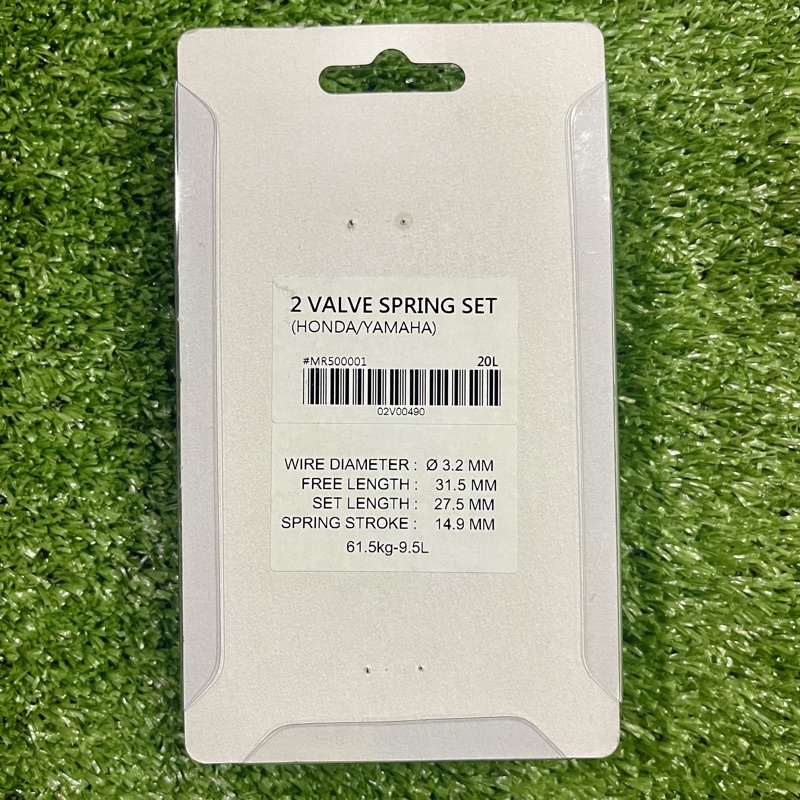 2 VALVE SPRING SET
(HONDA/YAMAHA)
#MR500001 20L
02V00490
WIRE DIAMETER : Ø 3.2 MM
FREE LENGTH : 31.5 MM
SET LENGTH : 27.5 MM
SPRING STROKE : 14.9 MM
61.5kg-9.5L